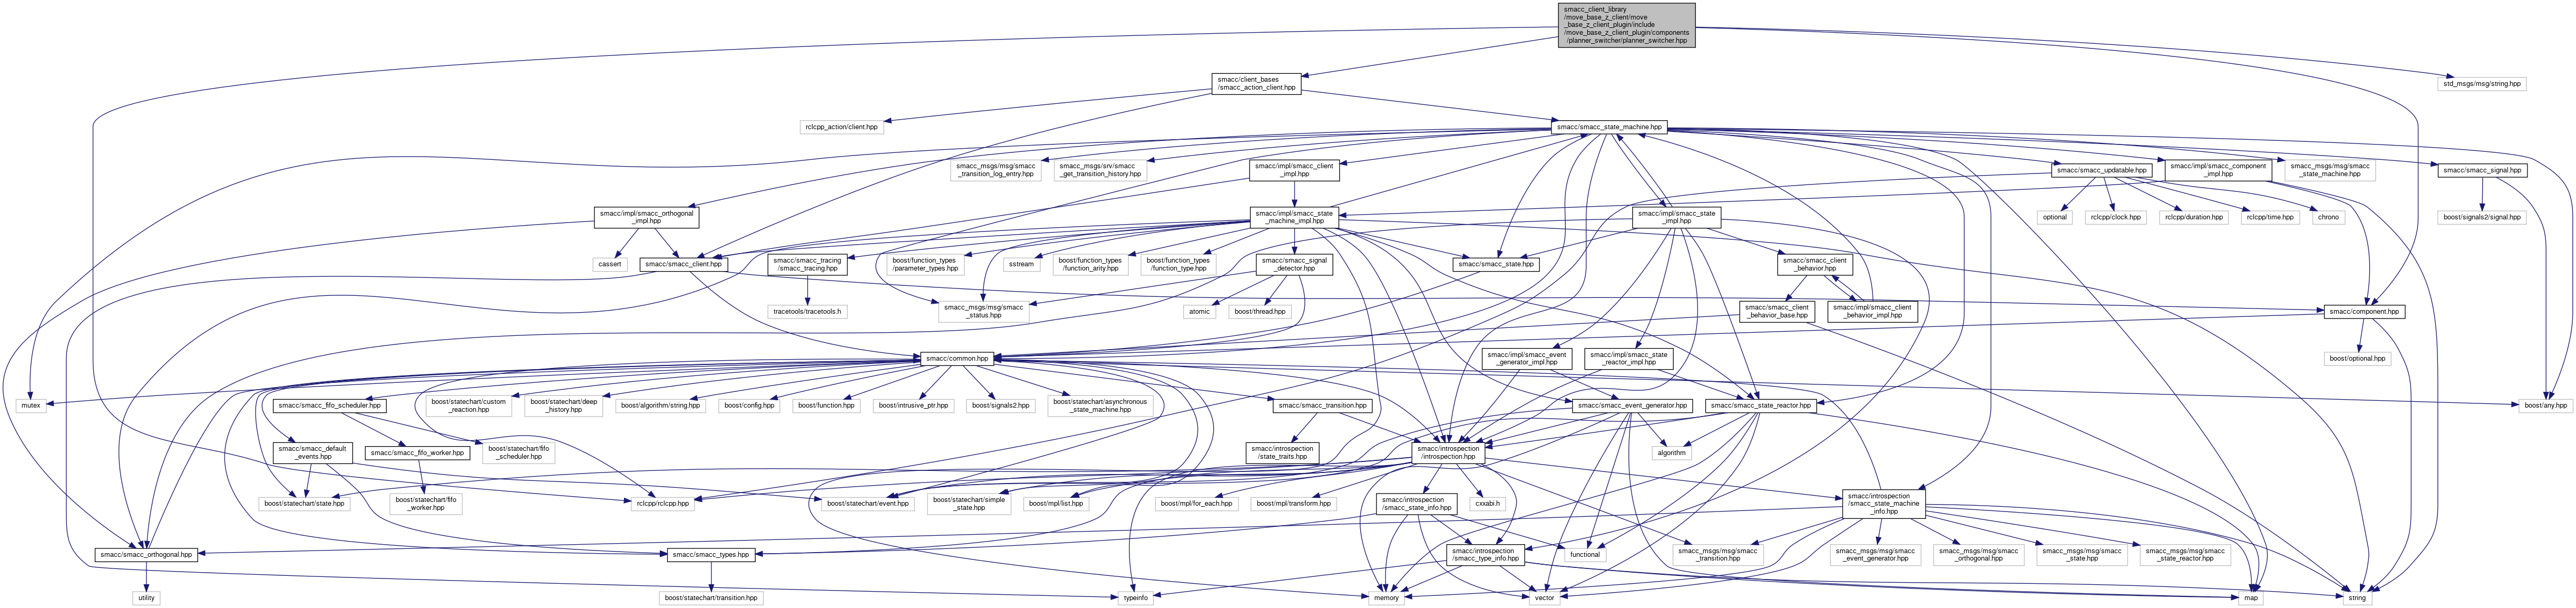 smacc_client_library
/move_base_z_client/move
_base_z_client_plugin/include
/move_base_z_client_plugin/components
/planner_switcher/planner_switcher.hpp
smacc/client_bases
/smacc_action_client.hpp
std_msgs/msg/string.hpp
rclcpp_action/client.hpp
smacc/smacc_state_machine.hpp
smacc_msgs/msg/smacc
_transition_log_entry.hpp
smacc_msgs/srv/smacc
_get_transition_history.hpp
smacc/impl/smacc_client
_impl.hpp
smacc/smacc_updatable.hpp
smacc/impl/smacc_component
_impl.hpp
smacc_msgs/msg/smacc
_state_machine.hpp
smacc/smacc_signal.hpp
smacc/impl/smacc_orthogonal
_impl.hpp
smacc/impl/smacc_state
_machine_impl.hpp
smacc/impl/smacc_state
_impl.hpp
optional
rclcpp/clock.hpp
rclcpp/duration.hpp
rclcpp/time.hpp
chrono
boost/signals2/signal.hpp
cassert
smacc/smacc_client.hpp
smacc/smacc_tracing
/smacc_tracing.hpp
boost/function_types
/parameter_types.hpp
sstream
boost/function_types
/function_arity.hpp
boost/function_types
/function_type.hpp
smacc/smacc_signal
_detector.hpp
smacc/smacc_state.hpp
smacc/smacc_client
_behavior.hpp
tracetools/tracetools.h
smacc_msgs/msg/smacc
_status.hpp
atomic
boost/thread.hpp
smacc/smacc_client
_behavior_base.hpp
smacc/impl/smacc_client
_behavior_impl.hpp
smacc/component.hpp
smacc/common.hpp
smacc/impl/smacc_event
_generator_impl.hpp
smacc/impl/smacc_state
_reactor_impl.hpp
boost/optional.hpp
mutex
smacc/smacc_fifo_scheduler.hpp
boost/statechart/custom
_reaction.hpp
boost/statechart/deep
_history.hpp
boost/algorithm/string.hpp
boost/config.hpp
boost/function.hpp
boost/intrusive_ptr.hpp
boost/signals2.hpp
boost/statechart/asynchronous
_state_machine.hpp
smacc/smacc_transition.hpp
smacc/smacc_event_generator.hpp
smacc/smacc_state_reactor.hpp
boost/any.hpp
smacc/smacc_default
_events.hpp
smacc/smacc_fifo_worker.hpp
boost/statechart/fifo
_scheduler.hpp
smacc/introspection
/state_traits.hpp
smacc/introspection
/introspection.hpp
algorithm
boost/statechart/state.hpp
boost/statechart/fifo
_worker.hpp
rclcpp/rclcpp.hpp
boost/statechart/event.hpp
boost/statechart/simple
_state.hpp
boost/mpl/list.hpp
boost/mpl/for_each.hpp
boost/mpl/transform.hpp
smacc/introspection
/smacc_state_info.hpp
cxxabi.h
smacc/introspection
/smacc_state_machine
_info.hpp
smacc/smacc_orthogonal.hpp
smacc/smacc_types.hpp
smacc/introspection
/smacc_type_info.hpp
functional
smacc_msgs/msg/smacc
_transition.hpp
smacc_msgs/msg/smacc
_event_generator.hpp
smacc_msgs/msg/smacc
_orthogonal.hpp
smacc_msgs/msg/smacc
_state.hpp
smacc_msgs/msg/smacc
_state_reactor.hpp
utility
boost/statechart/transition.hpp
typeinfo
memory
vector
map
string